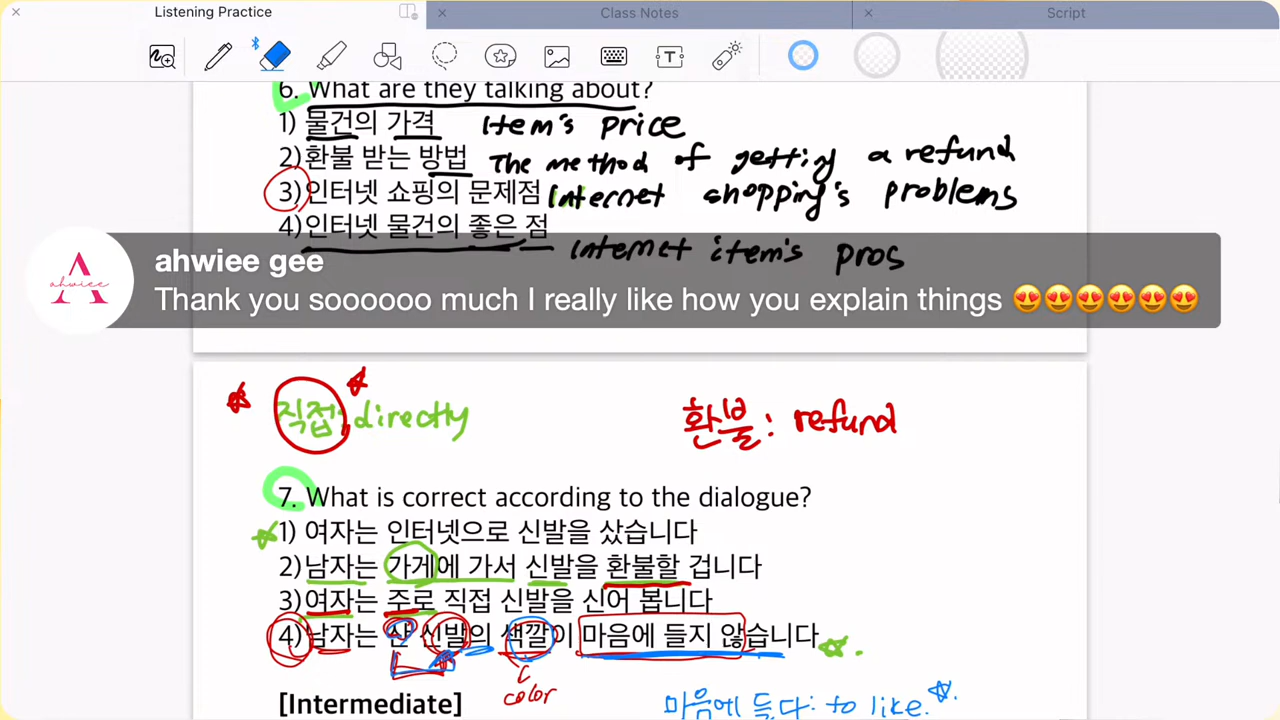 Listening Practice
Class Notes
Script
T
6. What are they talking about?
1) 물건의 가격 Item's price
2) 환불 받는 방법 The method of getting a refund
3) 인터넷 쇼핑의 문제점 Internet shopping's problems
4) 인터넷 물건의 좋은 점 Internet item's pros
A
ahwiee
ahwiee gee
Thank you soooooo much I really like how you explain things 😍😍😍😍😍😍
직접: directly
환불: refund
7. What is correct according to the dialogue?
1) 여자는 인터넷으로 신발을 샀습니다
2) 남자는 가게에 가서 신발을 환불할 겁니다
3) 여자는 주로 직접 신발을 신어 봅니다
4) 남자는 산 신발의 색깔이 마음에 들지 않습니다
color
[Intermediate]
마음에 들다: to like.